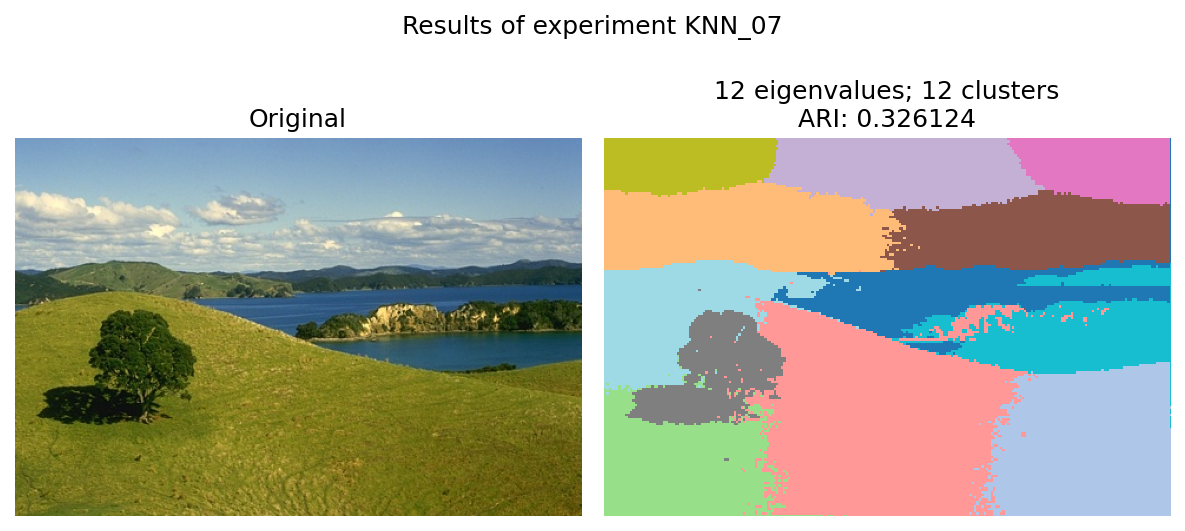 Results of experiment KNN_07
Original
12 eigenvalues; 12 clusters
ARI: 0.326124